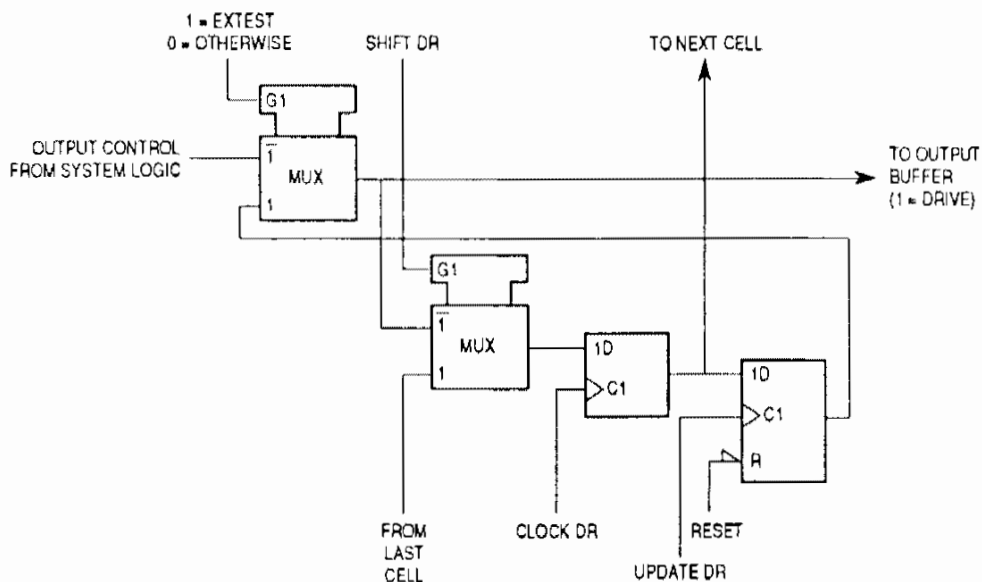 1 = EXTEST
0 = OTHERWISE
SHIFT DR
TO NEXT CELL
G1
OUTPUT CONTROL
FROM SYSTEM LOGIC
1
MUX
1
TO OUTPUT
BUFFER
(1 = DRIVE)
G1
1
MUX
1
1D
C1
1D
C1
R
FROM
LAST
CELL
CLOCK DR
RESET
UPDATE DR